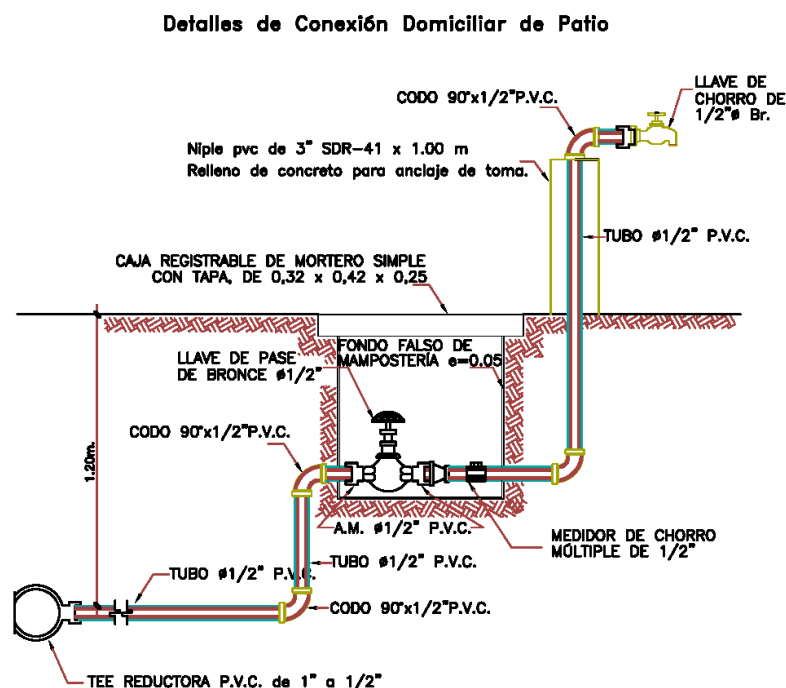 Detalles de Conexión Domiciliar de Patio
LLAVE DE
CHORRO DE
1/2"ø Br.
CODO 90°x1/2"P.V.C.
Niple pvc de 3" SDR-41 x 1.00 m
Relleno de concreto para anclaje de toma.
TUBO ø1/2" P.V.C.
CAJA REGISTRABLE DE MORTERO SIMPLE
CON TAPA, DE 0,32 x 0,42 x 0,25
FONDO FALSO DE
MAMPOSTERÍA e=0.05
LLAVE DE PASE
DE BRONCE ø1/2"
CODO 90°x1/2"P.V.C.
1.20m.
A.M. ø1/2" P.V.C.
MEDIDOR DE CHORRO
MÚLTIPLE DE 1/2"
TUBO ø1/2" P.V.C.
TUBO ø1/2" P.V.C.
CODO 90°x1/2"P.V.C.
TEE REDUCTORA P.V.C. de 1" a 1/2"